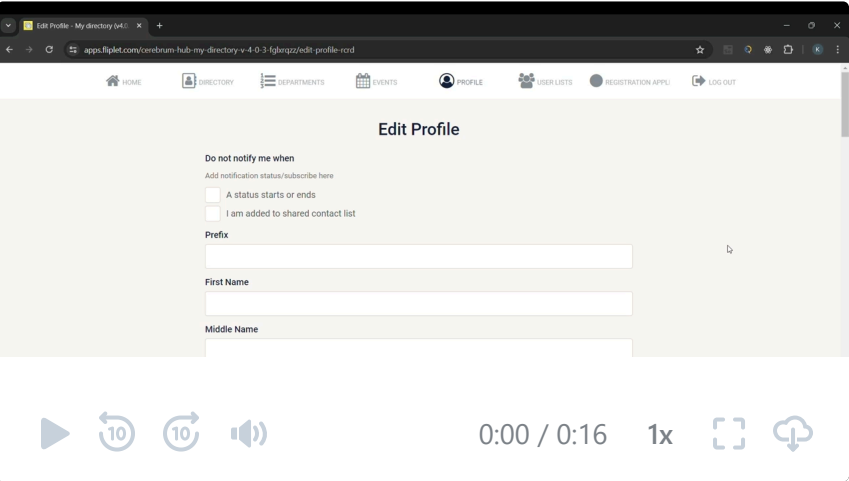 Edit Profile - My directory (v4.0.
apps.fliplet.com/cerebrum-hub-my-directory-v-4-0-3-fglxrqzz/edit-profile-rcrd
K
HOME DIRECTORY DEPARTMENTS EVENTS PROFILE USER LISTS REGISTRATION APPLI LOG OUT
Edit Profile
Do not notify me when
Add notification status/subscribe here
A status starts or ends
I am added to shared contact list
Prefix
First Name
Middle Name
10 10 0:00 / 0:16 1x